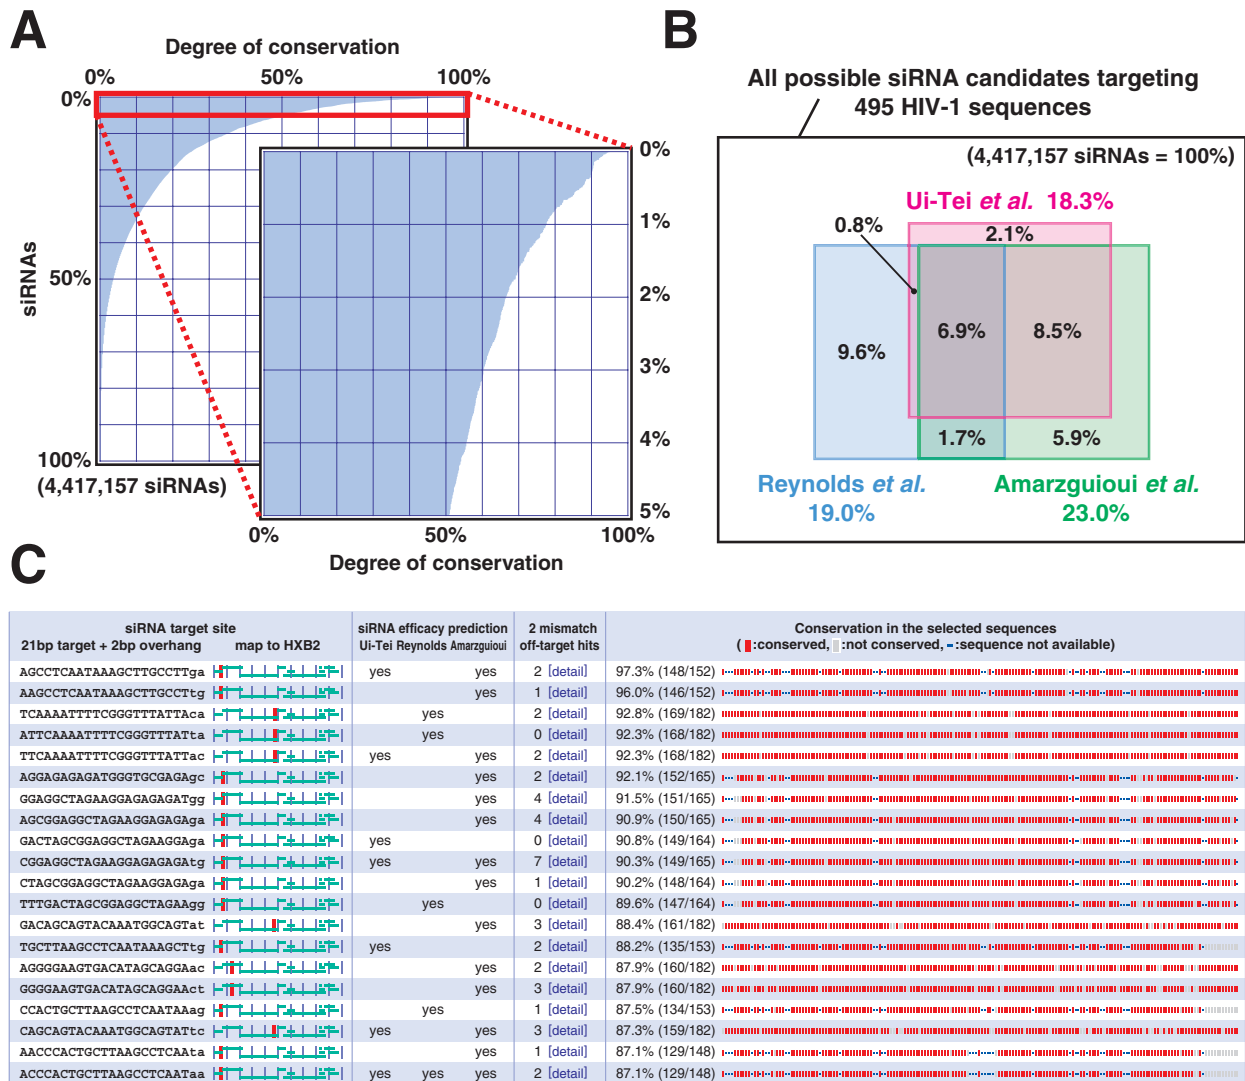 A
Degree of conservation
0% 50% 100%
0%
50%
100%
siRNAs
(4,417,157 siRNAs)
0%
1%
2%
3%
4%
5%
0% 50% 100%
Degree of conservation
B
All possible siRNA candidates targeting
495 HIV-1 sequences
(4,417,157 siRNAs = 100%)
Ui-Tei et al. 18.3%
0.8%
2.1%
9.6%
6.9%
8.5%
1.7%
5.9%
Reynolds et al.
19.0%
Amarzguioui et al.
23.0%
C
siRNA target site
21bp target + 2bp overhang map to HXB2
siRNA efficacy prediction
Ui-Tei Reynolds Amarzguioui
2 mismatch
off-target hits
Conservation in the selected sequences
( :conserved, :not conserved, -:sequence not available)
AGCCTCAATAAAGCTTGCCTTga yes yes 2 [detail] 97.3% (148/152)
AAGCCTCAATAAAGCTTGCCTtg yes 1 [detail] 96.0% (146/152)
TCAAAATTTTCGGGTTTATTAca yes 2 [detail] 92.8% (169/182)
ATTCAAAATTTTCGGGTTTATta yes 0 [detail] 92.3% (168/182)
TTCAAAATTTTCGGGTTTATTac yes yes 2 [detail] 92.3% (168/182)
AGGAGAGAGATGGGTGCGAGAgc yes 2 [detail] 92.1% (152/165)
GGAGGCTAGAAGGAGAGAGATgg yes 4 [detail] 91.5% (151/165)
AGCGGAGGCTAGAAGGAGAGAga yes 4 [detail] 90.9% (150/165)
GACTAGCGGAGGCTAGAAGGAga yes 0 [detail] 90.8% (149/164)
CGGAGGCTAGAAGGAGAGAGAtg yes yes 7 [detail] 90.3% (149/165)
CTAGCGGAGGCTAGAAGGAGAga yes 1 [detail] 90.2% (148/164)
TTTGACTAGCGGAGGCTAGAAgg yes 0 [detail] 89.6% (147/164)
GACAGCAGTACAAATGGCAGTat yes 3 [detail] 88.4% (161/182)
TGCTTAAGCCTCAATAAAGCTtg yes 2 [detail] 88.2% (135/153)
AGGGGAAGTGACATAGCAGGAac yes 2 [detail] 87.9% (160/182)
GGGGAAGTGACATAGCAGGAAct yes 3 [detail] 87.9% (160/182)
CCACTGCTTAAGCCTCAATAAag yes 1 [detail] 87.5% (134/153)
CAGCAGTACAAATGGCAGTATtc yes yes 3 [detail] 87.3% (159/182)
AACCCACTGCTTAAGCCTCAAta yes 1 [detail] 87.1% (129/148)
ACCCACTGCTTAAGCCTCAATaa yes yes yes 2 [detail] 87.1% (129/148)